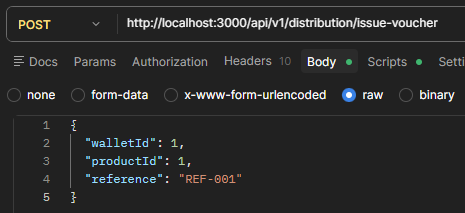 POST http://localhost:3000/api/v1/distribution/issue-voucher
Docs Params Authorization Headers 10 Body Scripts Setti
none form-data x-www-form-urlencoded raw binary
1 {
2 "walletId": 1,
3 "productId": 1,
4 "reference": "REF-001"
5 }